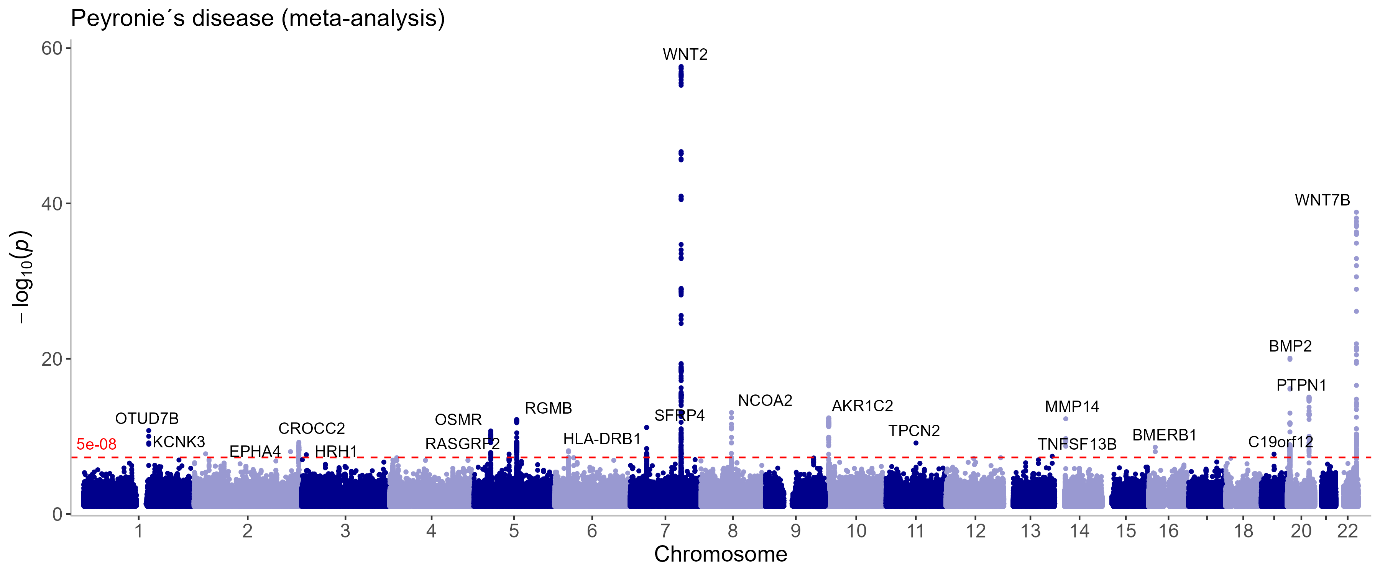 Peyronie´s disease (meta-analysis)
60
WNT2
40
WNT7B
− log10(p)
20
BMP2
PTPN1
NCOA2
AKR1C2
MMP14
RGMB
OSMR
SFRP4
OTUD7B
CROCC2
KCNK3
5e-08
EPHA4
HRH1
RASGRF2
HLA-DRB1
TPCN2
TNFSF13B
BMERB1
C19orf12
0
1 2 3 4 5 6 7 8 9 10 11 12 13 14 15 16 18 20 22
Chromosome